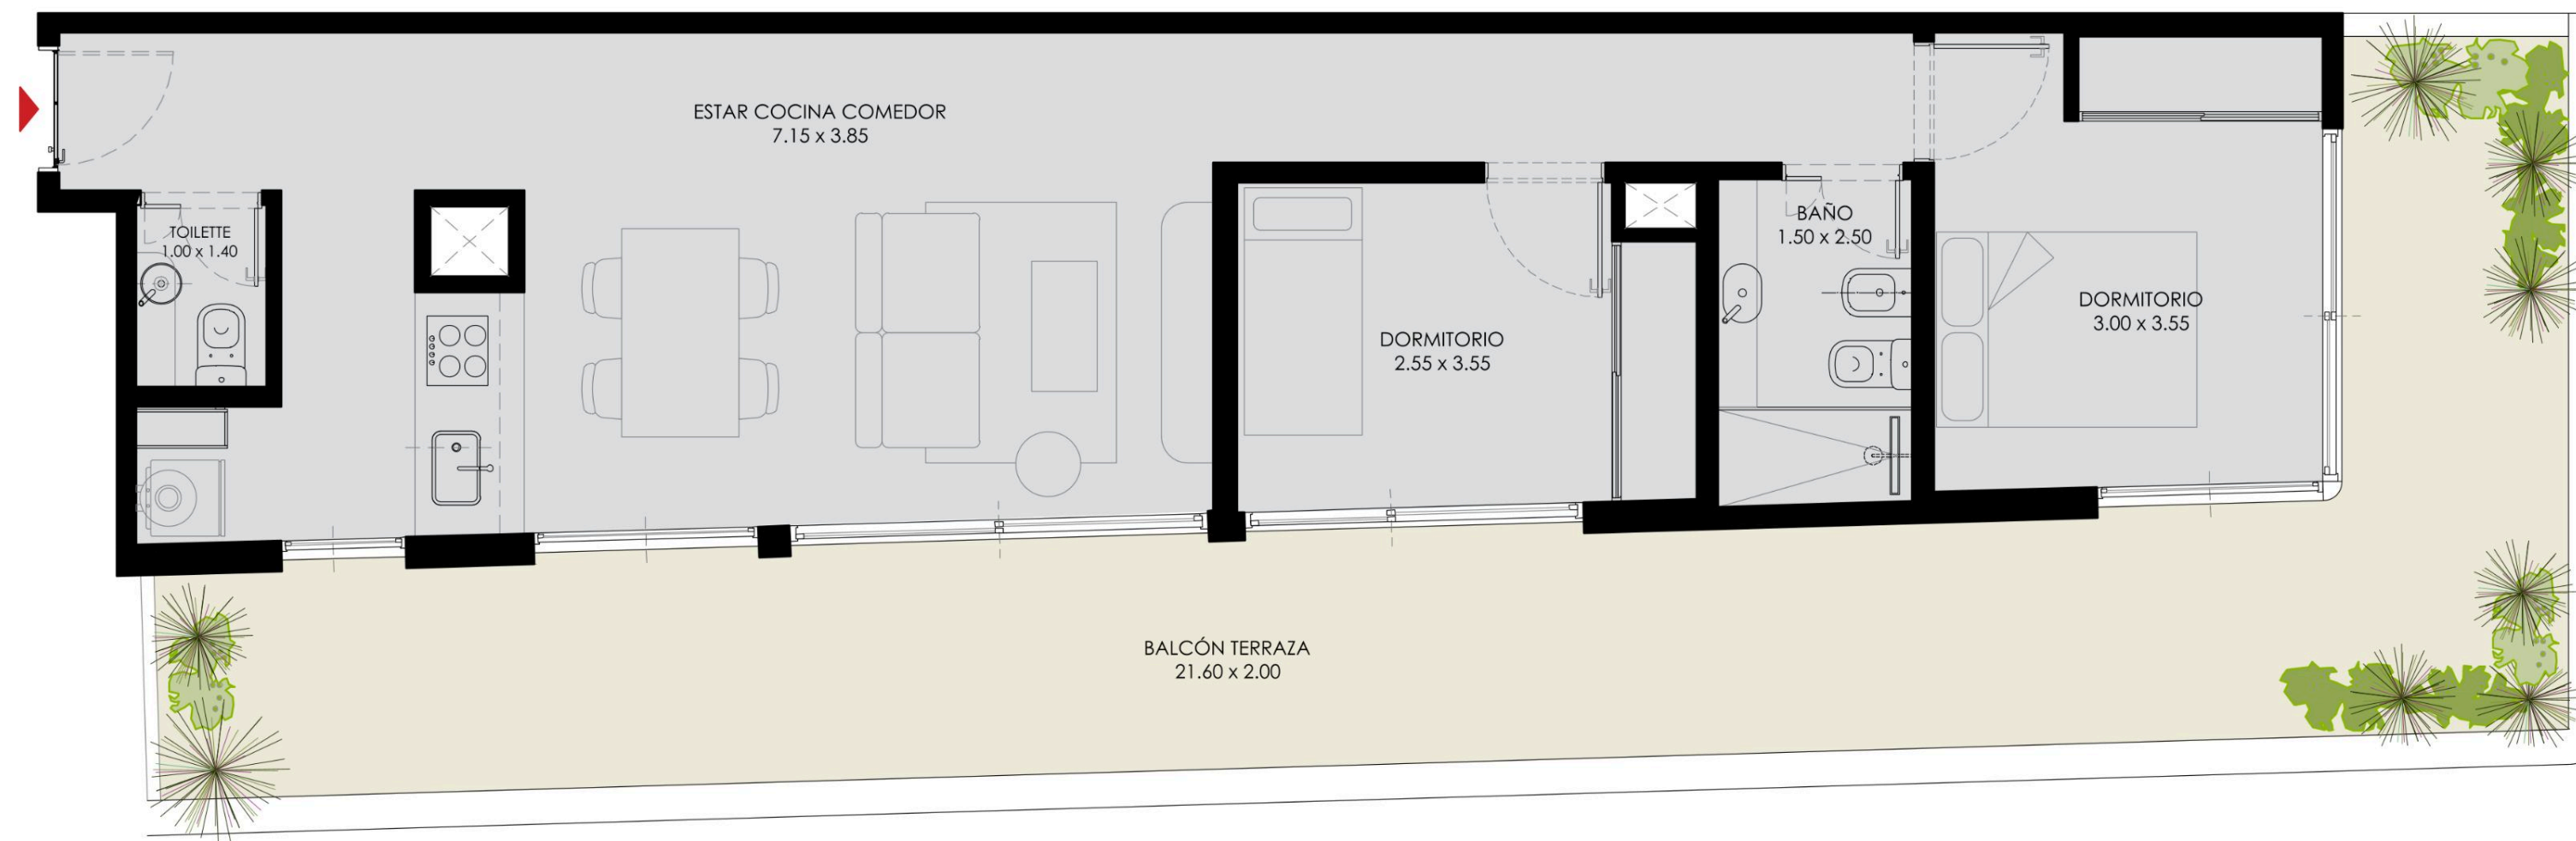 ESTAR COCINA COMEDOR
7.15 x 3.85
TOILETTE
1.00 x 1.40
BAÑO
1.50 x 2.50
DORMITORIO
3.00 x 3.55
DORMITORIO
2.55 x 3.55
BALCÓN TERRAZA
21.60 x 2.00